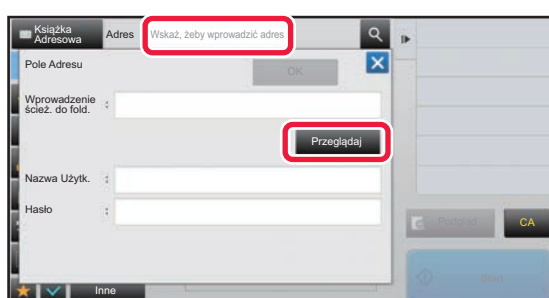 Książka
Adresowa
Adres
Wskaż, żeby wprowadzić adres
Pole Adresu
OK
Wprowadzenie
ścież. do fold.
:
Przeglądaj
Nazwa Użytk. :
Hasło :
Podgląd
CA
Start
Inne